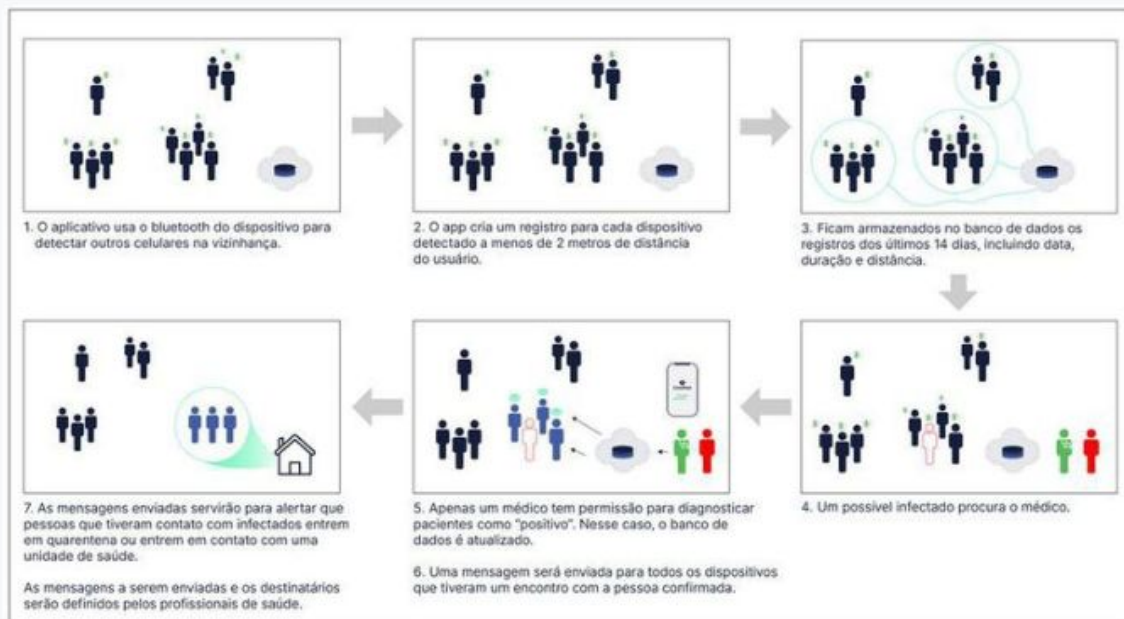 1. O aplicativo usa o bluetooth do dispositivo para
detectar outros celulares na vizinhança.
2. O app cria um registro para cada dispositivo
detectado a menos de 2 metros de distância
do usuário.
3. Ficam armazenados no banco de dados os
registros dos últimos 14 dias, incluindo data,
duração e distância.
4. Um possível infectado procura o médico.
5. Apenas um médico tem permissão para diagnosticar
pacientes como "positivo". Nesse caso, o banco de
dados é atualizado.
6. Uma mensagem será enviada para todos os dispositivos
que tiveram um encontro com a pessoa confirmada.
7. As mensagens enviadas servirão para alertar que
pessoas que tiveram contato com infectados entrem
em quarentena ou entrem em contato com uma
unidade de saúde.
As mensagens a serem enviadas e os destinatários
serão definidos pelos profissionais de saúde.